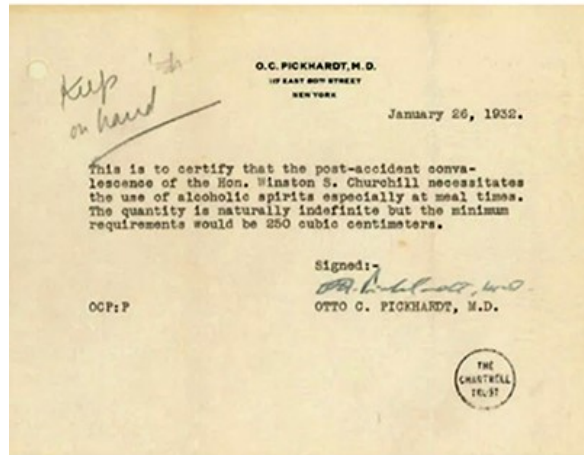 O.C. PICKHARDT, M.D.
117 EAST 80TH STREET
NEW YORK
Keep
on hand
January 26, 1932.
This is to certify that the post-accident conva-
lescence of the Hon. Winston S. Churchill necessitates
the use of alcoholic spirits especially at meal times.
The quantity is naturally indefinite but the minimum
requirements would be 250 cubic centimeters.
Signed:-
OCP:P
OTTO C. PICKHARDT, M.D.
THE
CHARTWELL
TRUST